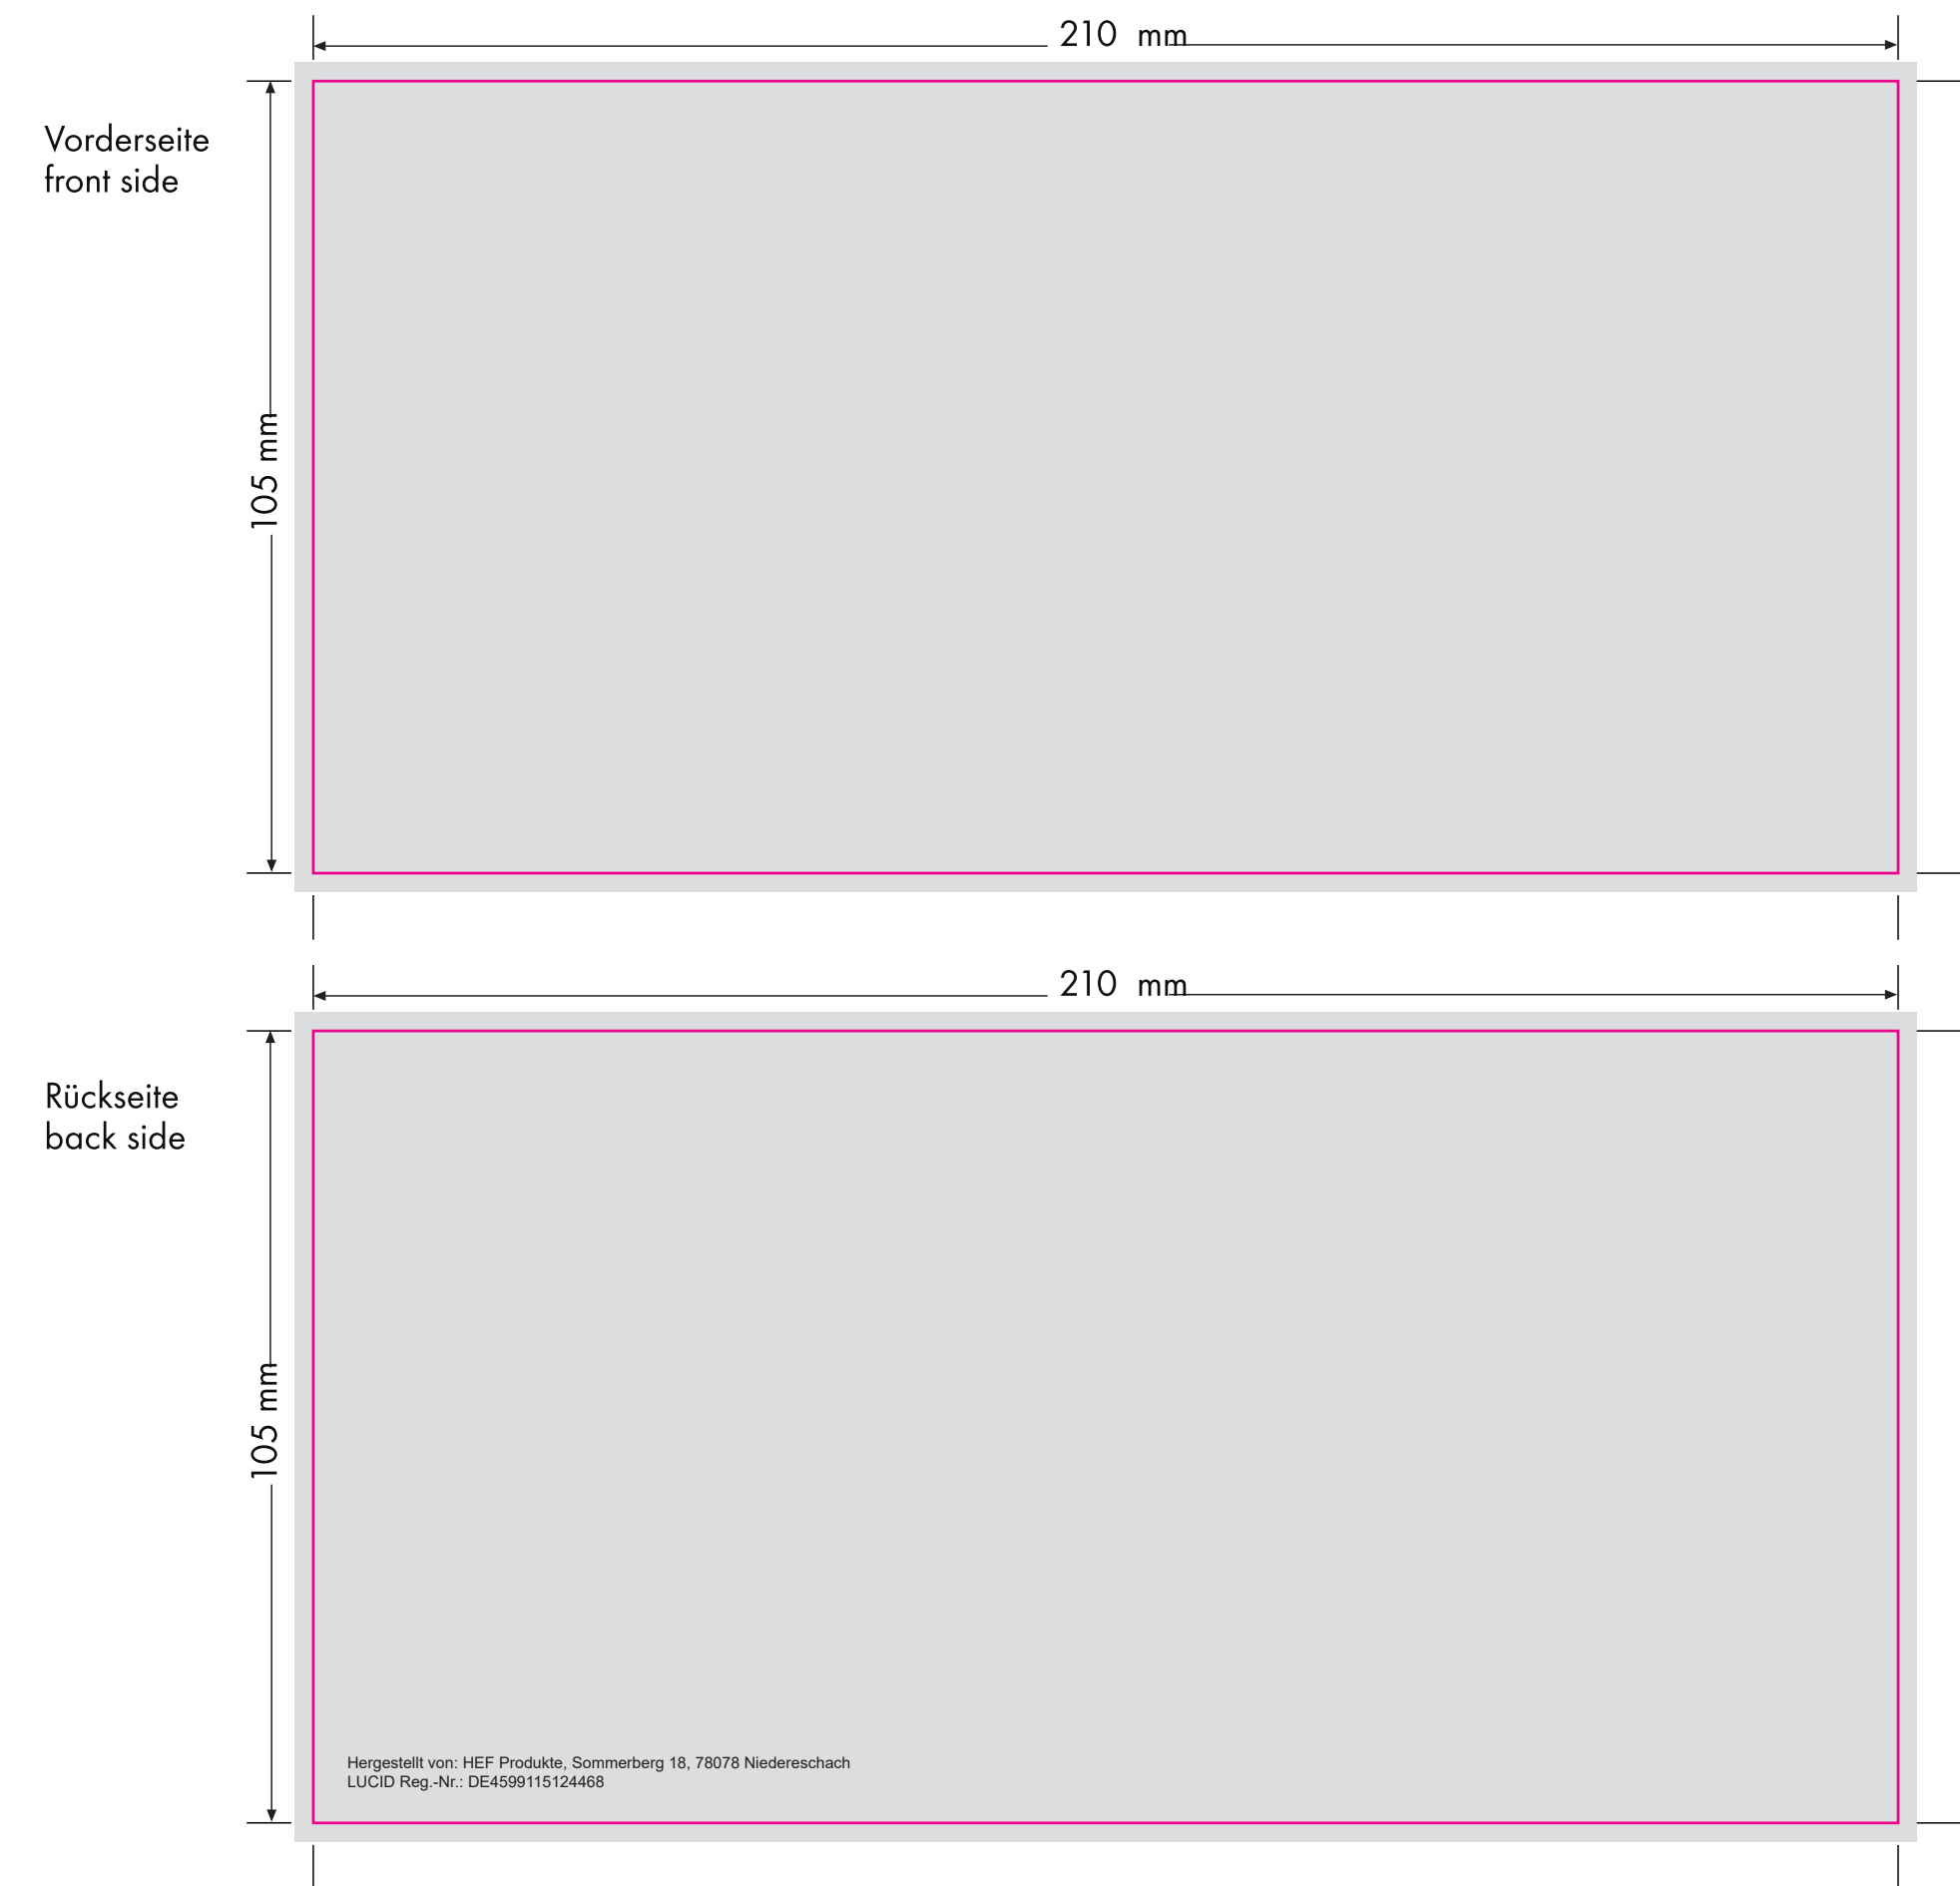 210 mm
Vorderseite
front side
105 mm
210 mm
Rückseite
back side
105 mm
Hergestellt von: HEF Produkte, Sommerberg 18, 78078 Niedereschach
LUCID Reg.-Nr.: DE4599115124468